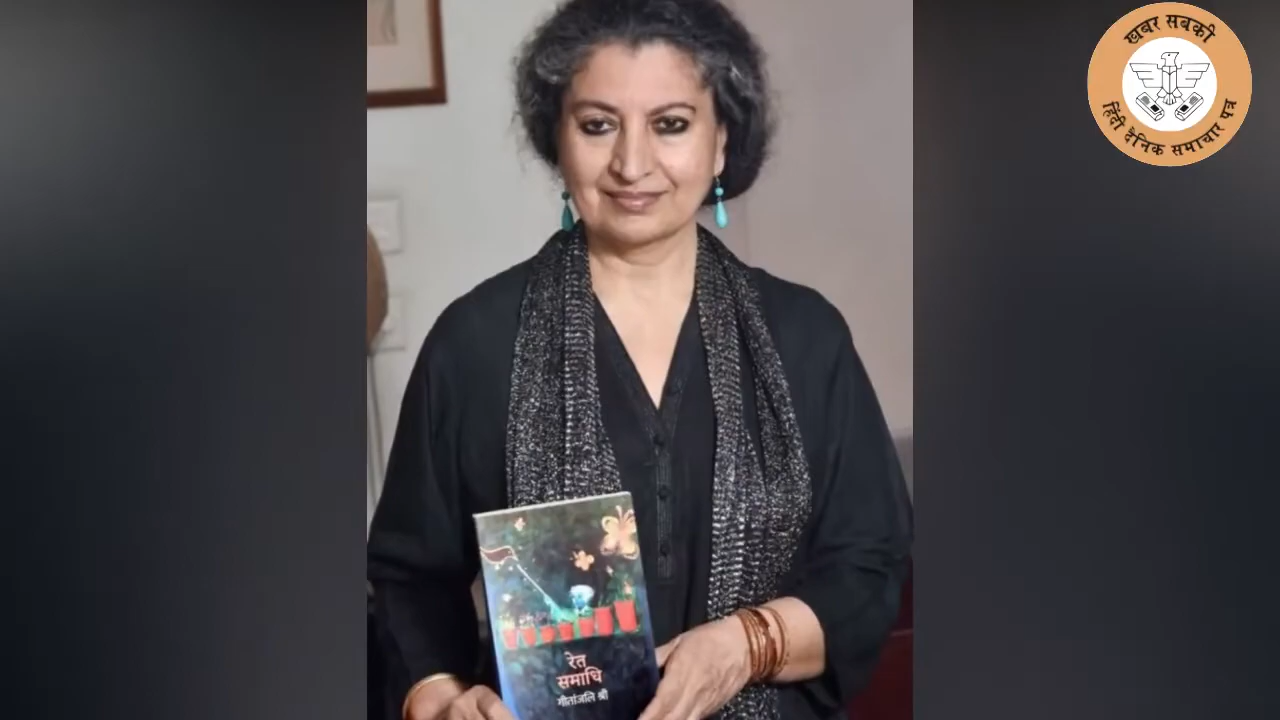 खबर सबकी
हिंदी दैनिक समाचार पत्र
रेत
समाधि
गीतांजलि श्री